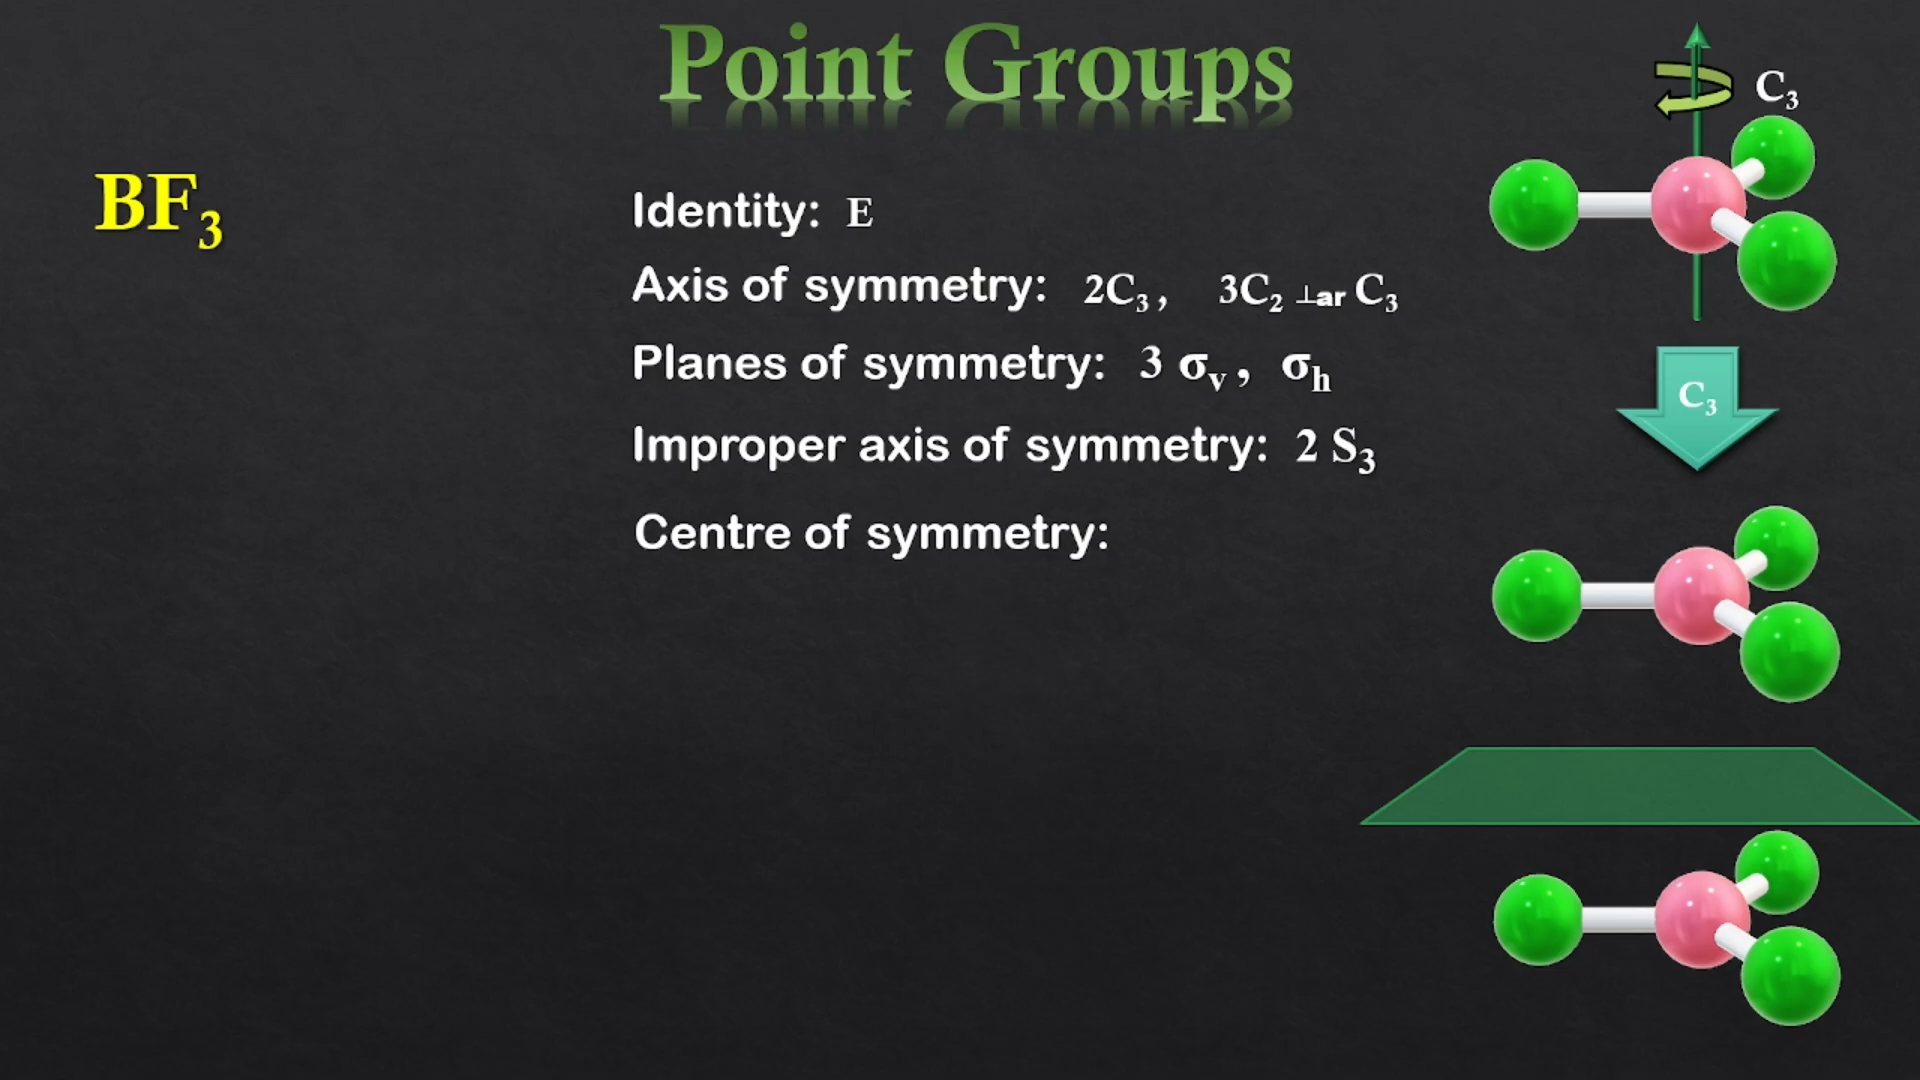 Point Groups
BF₃
Identity: E
Axis of symmetry: 2C₃, 3C₂ ⊥ar C₃
Planes of symmetry: 3 σᵥ, σₕ
Improper axis of symmetry: 2 S₃
Centre of symmetry:
C₃
C₃